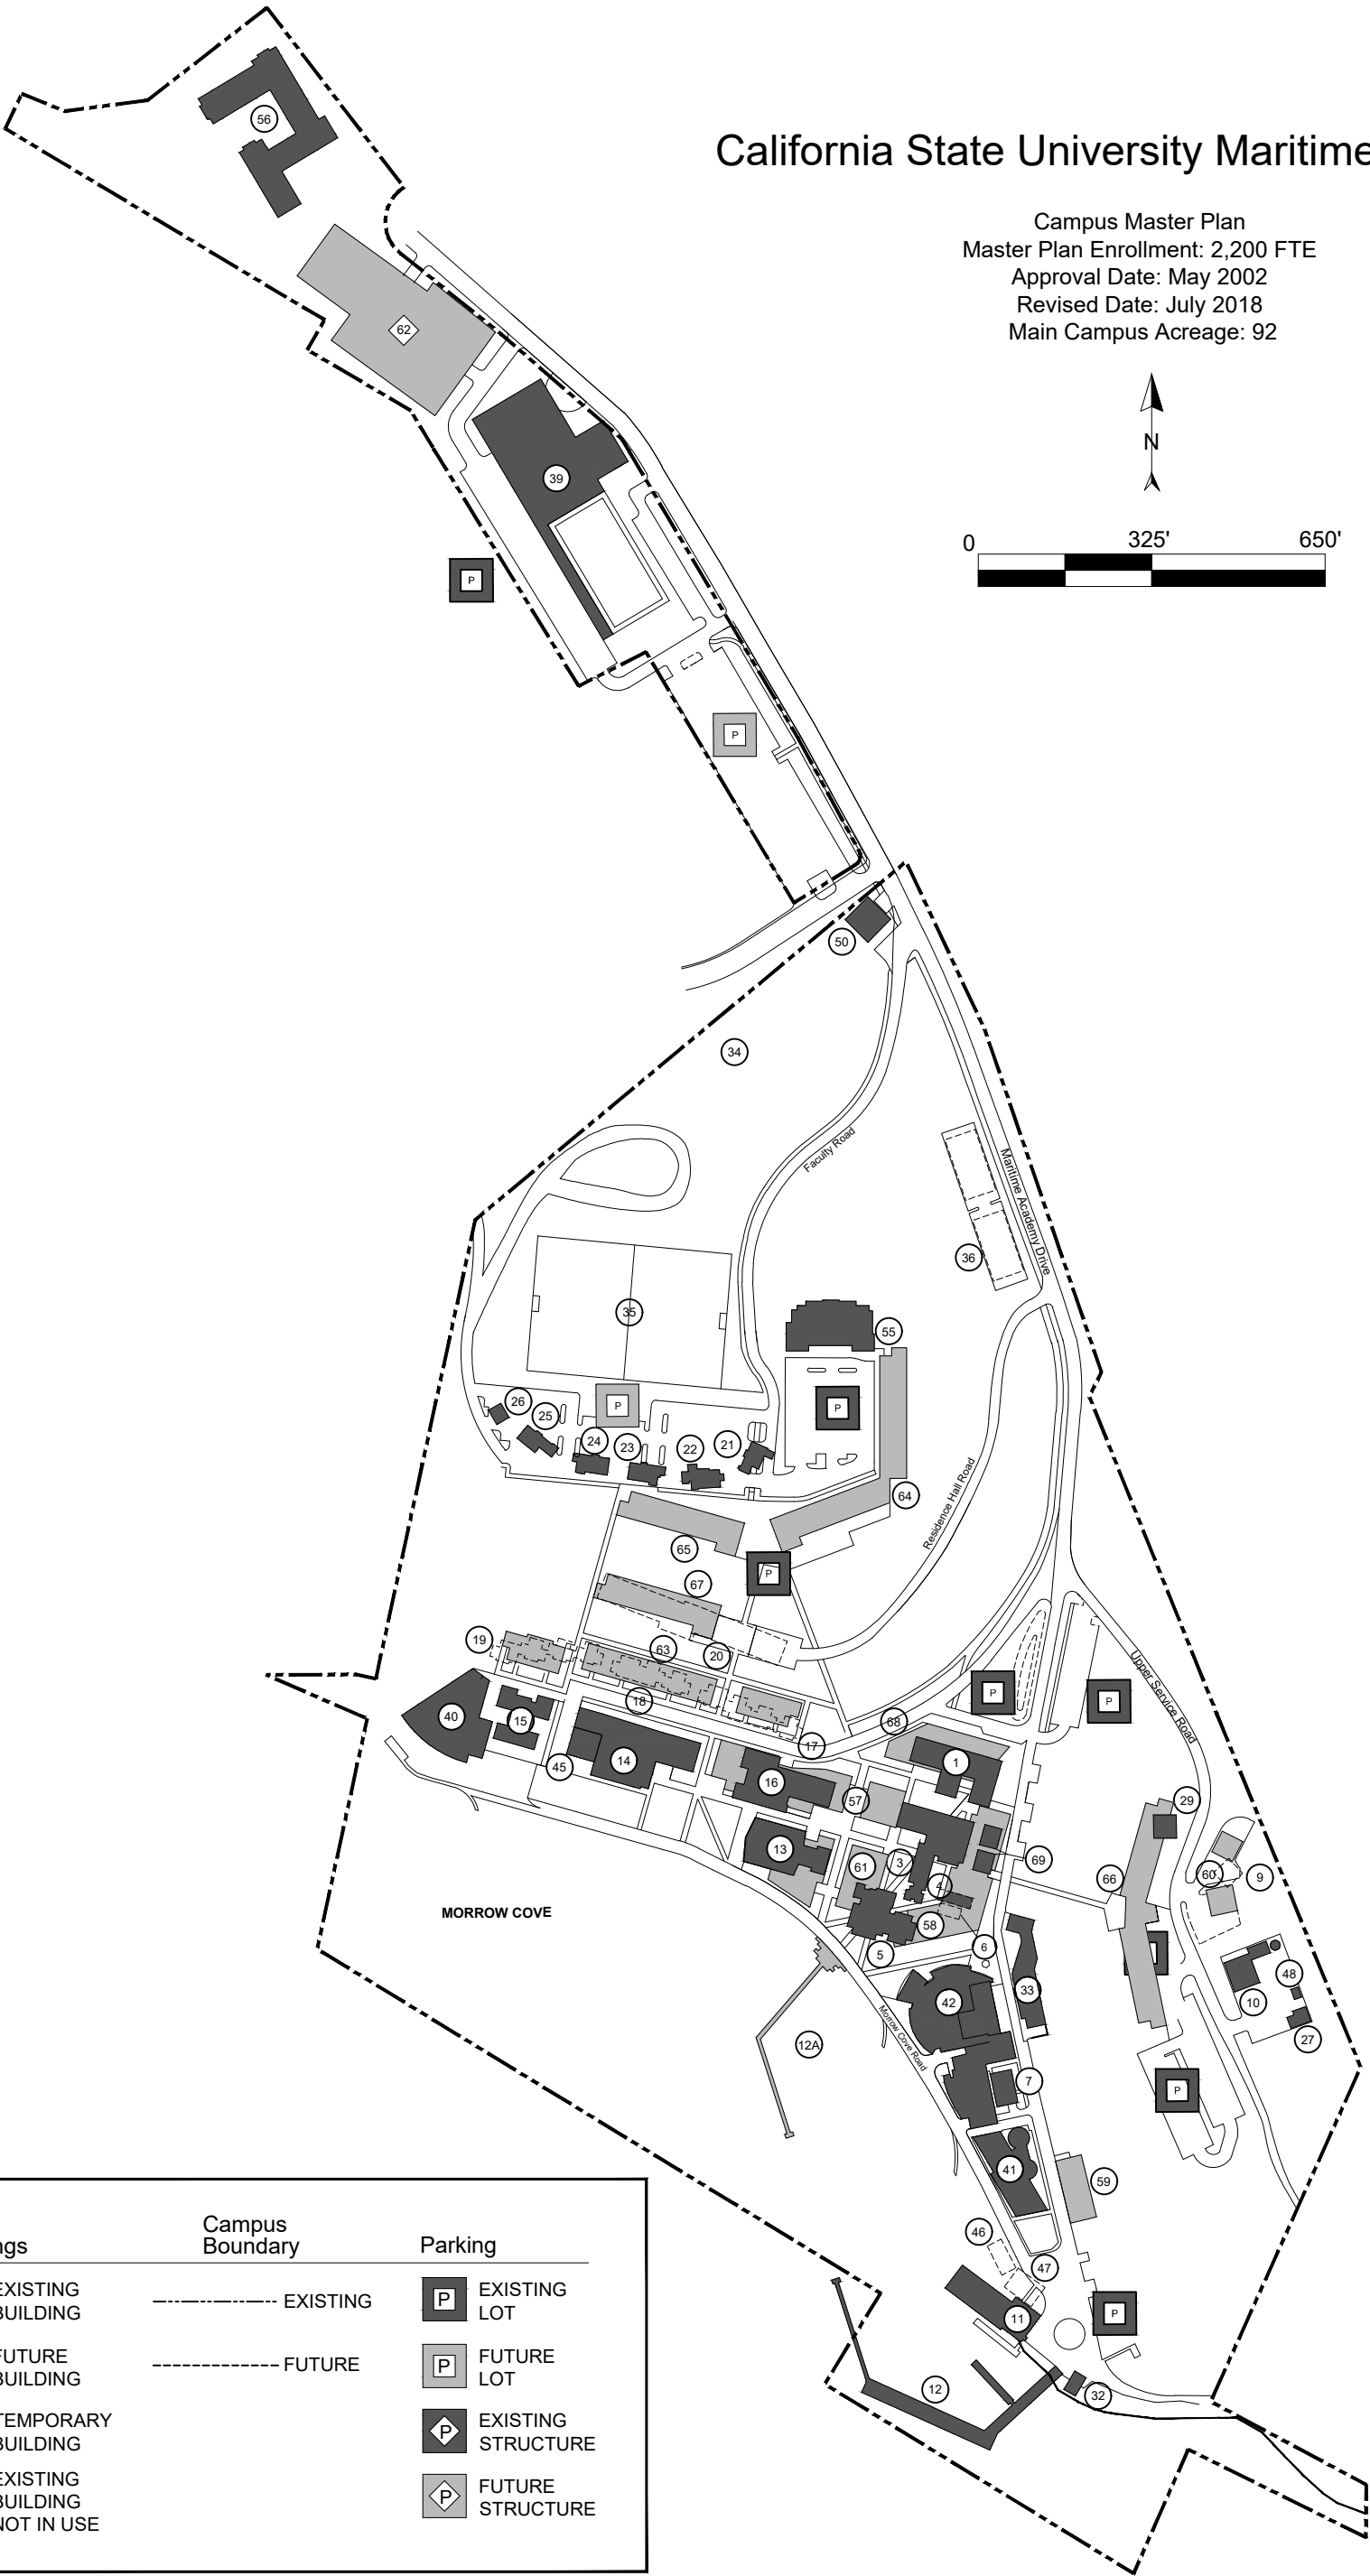 California State University Maritime
Campus Master Plan
Master Plan Enrollment: 2,200 FTE
Approval Date: May 2002
Revised Date: July 2018
Main Campus Acreage: 92
N
0 325' 650'
56
62
39
P
P
50
34
Faculty Road
Maritime Academy Drive
36
35
55
P
P
26
25
24
23
22
21
64
Residence Hall Road
65
P
67
19
63
20
18
P
P
Upper Service Road
40
15
68
17
45
14
1
16
57
29
13
3
69
61
4
66
60
9
MORROW COVE
58
5
6
48
42
33
10
27
Morrow Cove Road
12A
7
P
41
59
46
47
11
P
12
32
ngs
Campus
Boundary
Parking
EXISTING
BUILDING
EXISTING
P
EXISTING
LOT
FUTURE
BUILDING
FUTURE
P
FUTURE
LOT
TEMPORARY
BUILDING
P
EXISTING
STRUCTURE
EXISTING
BUILDING
NOT IN USE
P
FUTURE
STRUCTURE